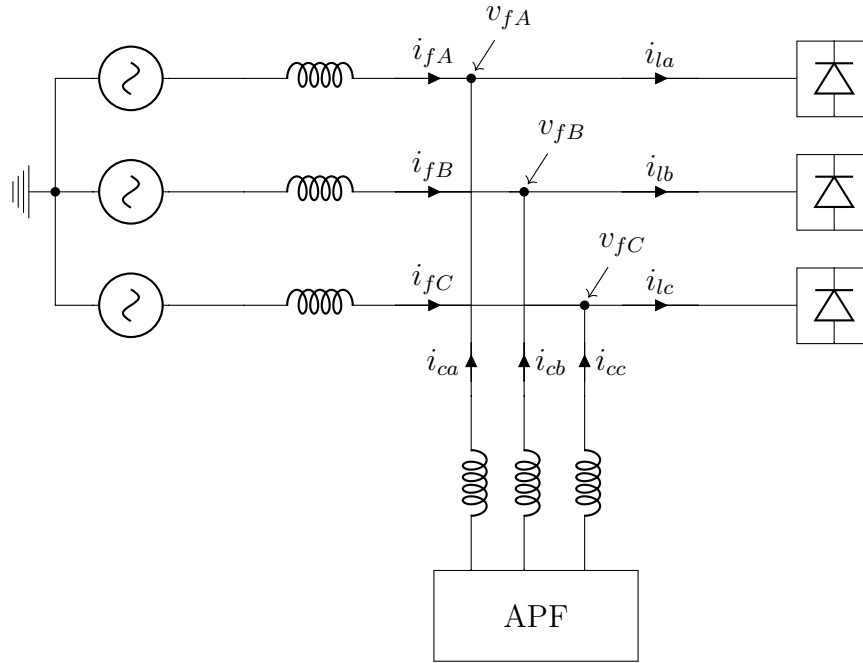 v_{fA}
i_{fA}
i_{la}
v_{fB}
i_{fB}
i_{lb}
v_{fC}
i_{fC}
i_{lc}
i_{ca} i_{cb} i_{cc}
APF